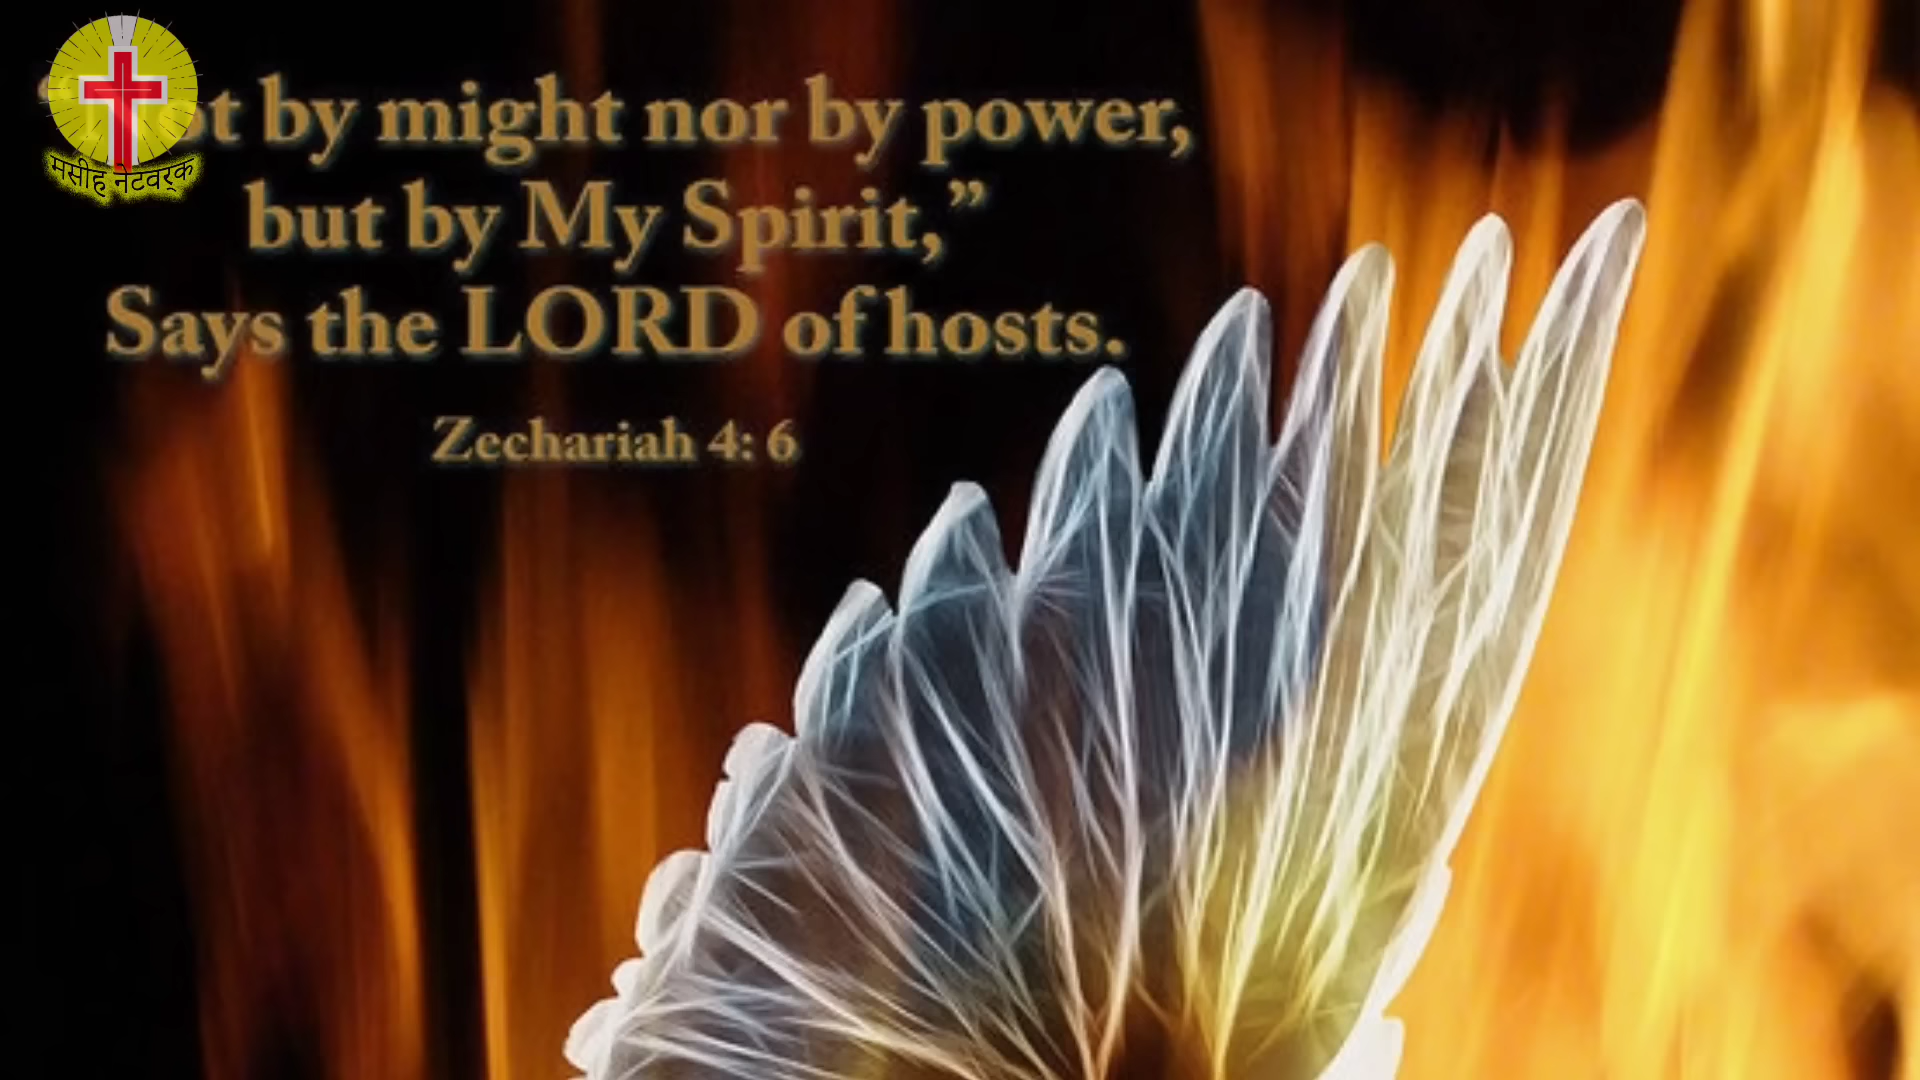 मसीह नेटवर्क
by might nor by power,
but by My Spirit,”
Says the LORD of hosts.
Zechariah 4: 6